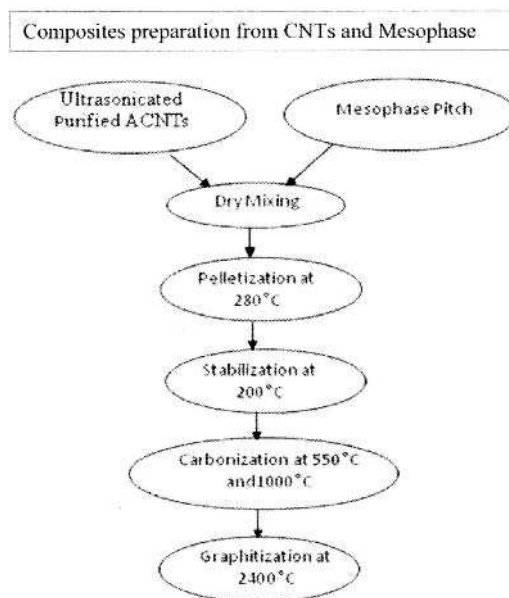 Composites preparation from CNTs and Mesophase
Ultrasonicated
Purified ACNTs
Mesophase Pitch
Dry Mixing
Pelletization at
280°C
Stabilization at
200°C
Carbonization at 550°C
and1000°C
Graphitization at
2400°C